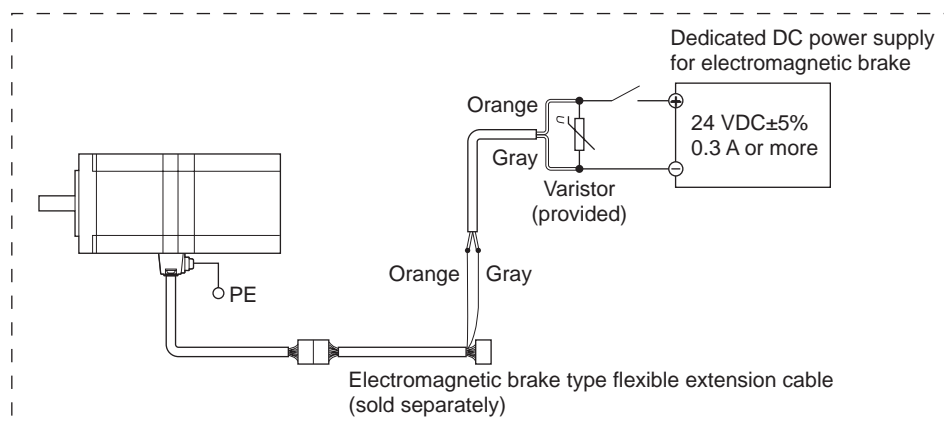 Dedicated DC power supply
for electromagnetic brake
Orange
24 VDC±5%
0.3 A or more
Gray
Varistor
(provided)
Orange
Gray
PE
Electromagnetic brake type flexible extension cable
(sold separately)